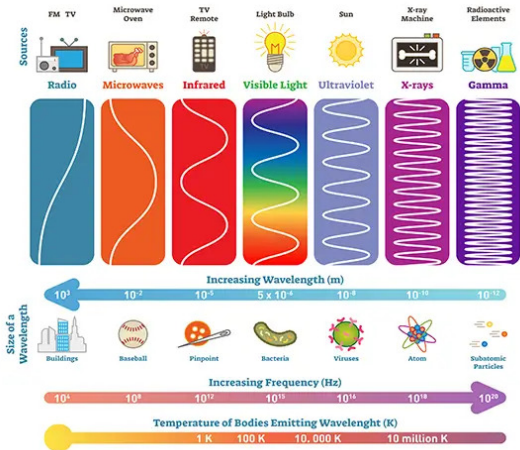 FM TV
Microwave
Oven
TV
Remote
Light Bulb
Sun
X-ray
Machine
Radioactive
Elements
Sources
Radio
Microwaves
Infrared
Visible Light
Ultraviolet
X-rays
Gamma
Increasing Wavelength (m)
10³ 10⁻² 10⁻⁵ 5 x 10⁻⁶ 10⁻⁸ 10⁻¹⁰ 10⁻¹²
Size of a
Wavelength
Buildings
Baseball
Pinpoint
Bacteria
Viruses
Atom
Subatomic
Particles
Increasing Frequency (Hz)
10⁴ 10⁸ 10¹² 10¹⁵ 10¹⁶ 10¹⁸ 10²⁰
Temperature of Bodies Emitting Wavelenght (K)
1 K 100 K 10. 000 K 10 million K